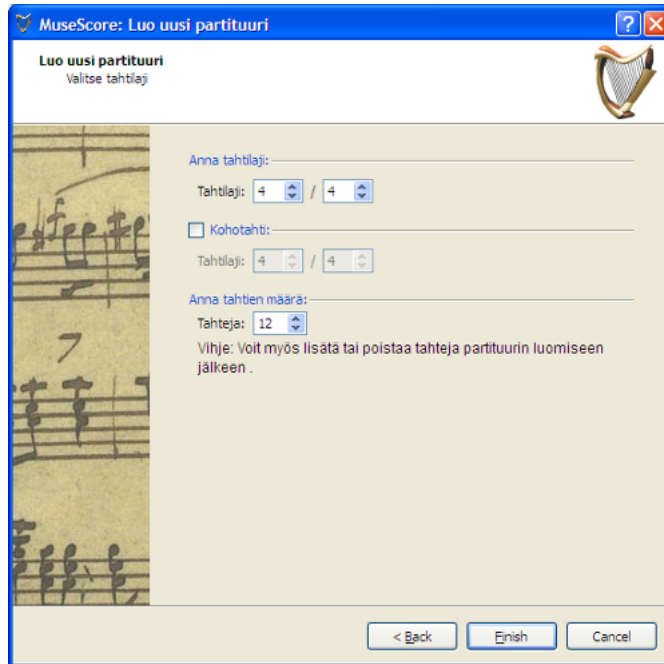 MuseScore: Luo uusi partituuri
Luo uusi partituuri
Valitse tahtilaji
Anna tahtilaji:
Tahtilaji: 4 / 4
Kohotahti:
Tahtilaji: 4 / 4
Anna tahtien määrä:
Tahteja: 12
Vihje: Voit myös lisätä tai poistaa tahteja partituurin luomiseen
jälkeen .
7
< Back Finish Cancel